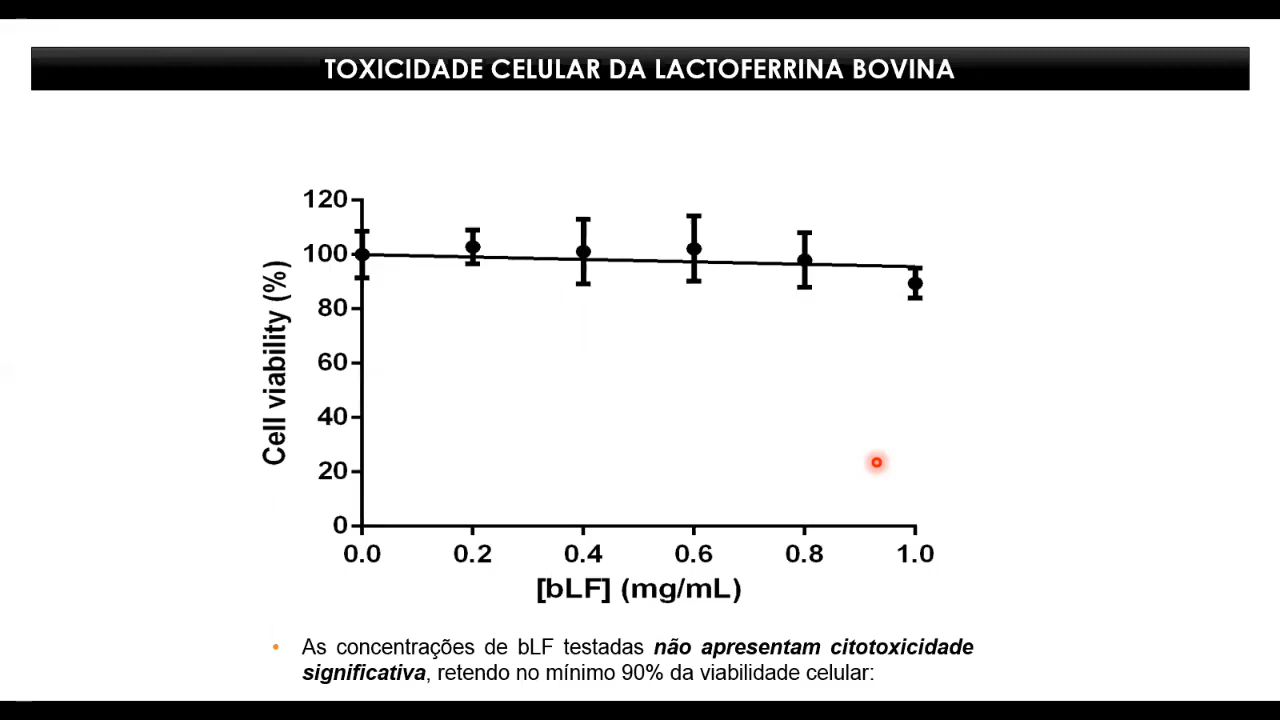 TOXICIDADE CELULAR DA LACTOFERRINA BOVINA
120
100
80
60
40
20
0
Cell viability (%)
0.0 0.2 0.4 0.6 0.8 1.0
[bLF] (mg/mL)
• As concentrações de bLF testadas não apresentam citotoxicidade
significativa, retendo no mínimo 90% da viabilidade celular: